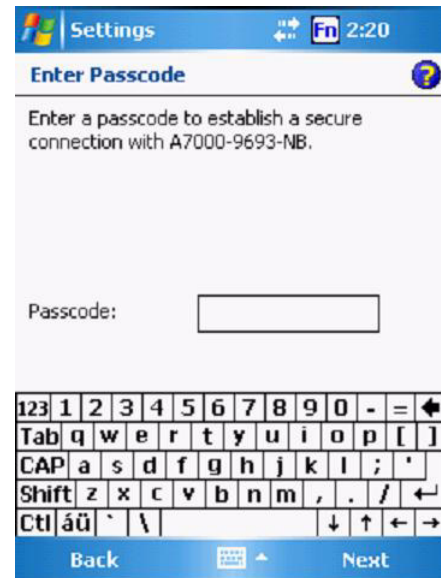 Settings Fn 2:20
Enter Passcode ?
Enter a passcode to establish a secure
connection with A7000-9693-NB.
Passcode:
123 1 2 3 4 5 6 7 8 9 0 - = ←
Tab q w e r t y u i o p [ ]
CAP a s d f g h j k l ; '
Shift z x c v b n m , . / ↵
Ctl áü ` \ ↓ ↑ ← →
Back Next